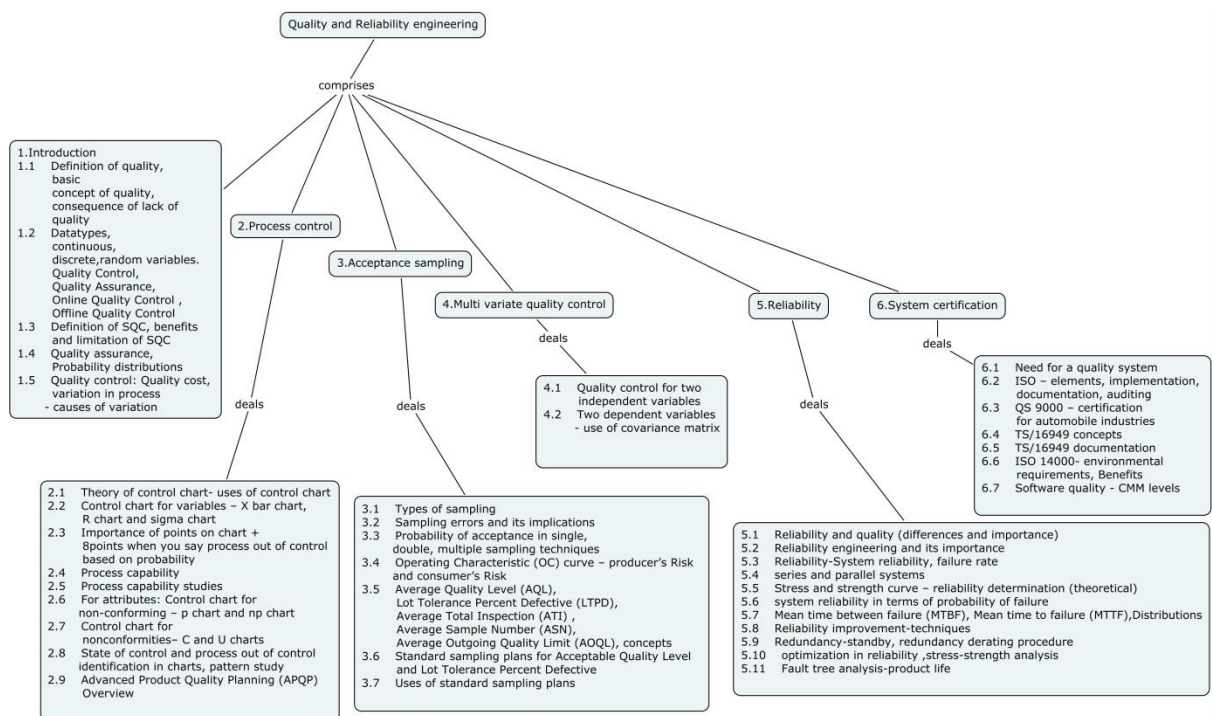 Quality and Reliability engineering
comprises
1.Introduction
1.1 Definition of quality,
basic
concept of quality,
consequence of lack of
quality
1.2 Datatypes,
continuous,
discrete,random variables.
Quality Control,
Quality Assurance,
Online Quality Control ,
Offline Quality Control
1.3 Definition of SQC, benefits
and limitation of SQC
1.4 Quality assurance,
Probability distributions
1.5 Quality control: Quality cost,
variation in process
- causes of variation
2.Process control
deals
2.1 Theory of control chart- uses of control chart
2.2 Control chart for variables – X bar chart,
R chart and sigma chart
2.3 Importance of points on chart +
8points when you say process out of control
based on probability
2.4 Process capability
2.5 Process capability studies
2.6 For attributes: Control chart for
non-conforming – p chart and np chart
2.7 Control chart for
nonconformities– C and U charts
2.8 State of control and process out of control
identification in charts, pattern study
2.9 Advanced Product Quality Planning (APQP)
Overview
3.Acceptance sampling
deals
3.1 Types of sampling
3.2 Sampling errors and its implications
3.3 Probability of acceptance in single,
double, multiple sampling techniques
3.4 Operating Characteristic (OC) curve – producer's Risk
and consumer's Risk
3.5 Average Quality Level (AQL),
Lot Tolerance Percent Defective (LTPD),
Average Total Inspection (ATI) ,
Average Sample Number (ASN),
Average Outgoing Quality Limit (AOQL), concepts
3.6 Standard sampling plans for Acceptable Quality Level
and Lot Tolerance Percent Defective
3.7 Uses of standard sampling plans
4.Multi variate quality control
deals
4.1 Quality control for two
independent variables
4.2 Two dependent variables
- use of covariance matrix
5.Reliability
deals
5.1 Reliability and quality (differences and importance)
5.2 Reliability engineering and its importance
5.3 Reliability-System reliability, failure rate
5.4 series and parallel systems
5.5 Stress and strength curve – reliability determination (theoretical)
5.6 system reliability in terms of probability of failure
5.7 Mean time between failure (MTBF), Mean time to failure (MTTF),Distributions
5.8 Reliability improvement-techniques
5.9 Redundancy-standby, redundancy derating procedure
5.10 optimization in reliability ,stress-strength analysis
5.11 Fault tree analysis-product life
6.System certification
deals
6.1 Need for a quality system
6.2 ISO – elements, implementation,
documentation, auditing
6.3 QS 9000 – certification
for automobile industries
6.4 TS/16949 concepts
6.5 TS/16949 documentation
6.6 ISO 14000- environmental
requirements, Benefits
6.7 Software quality - CMM levels